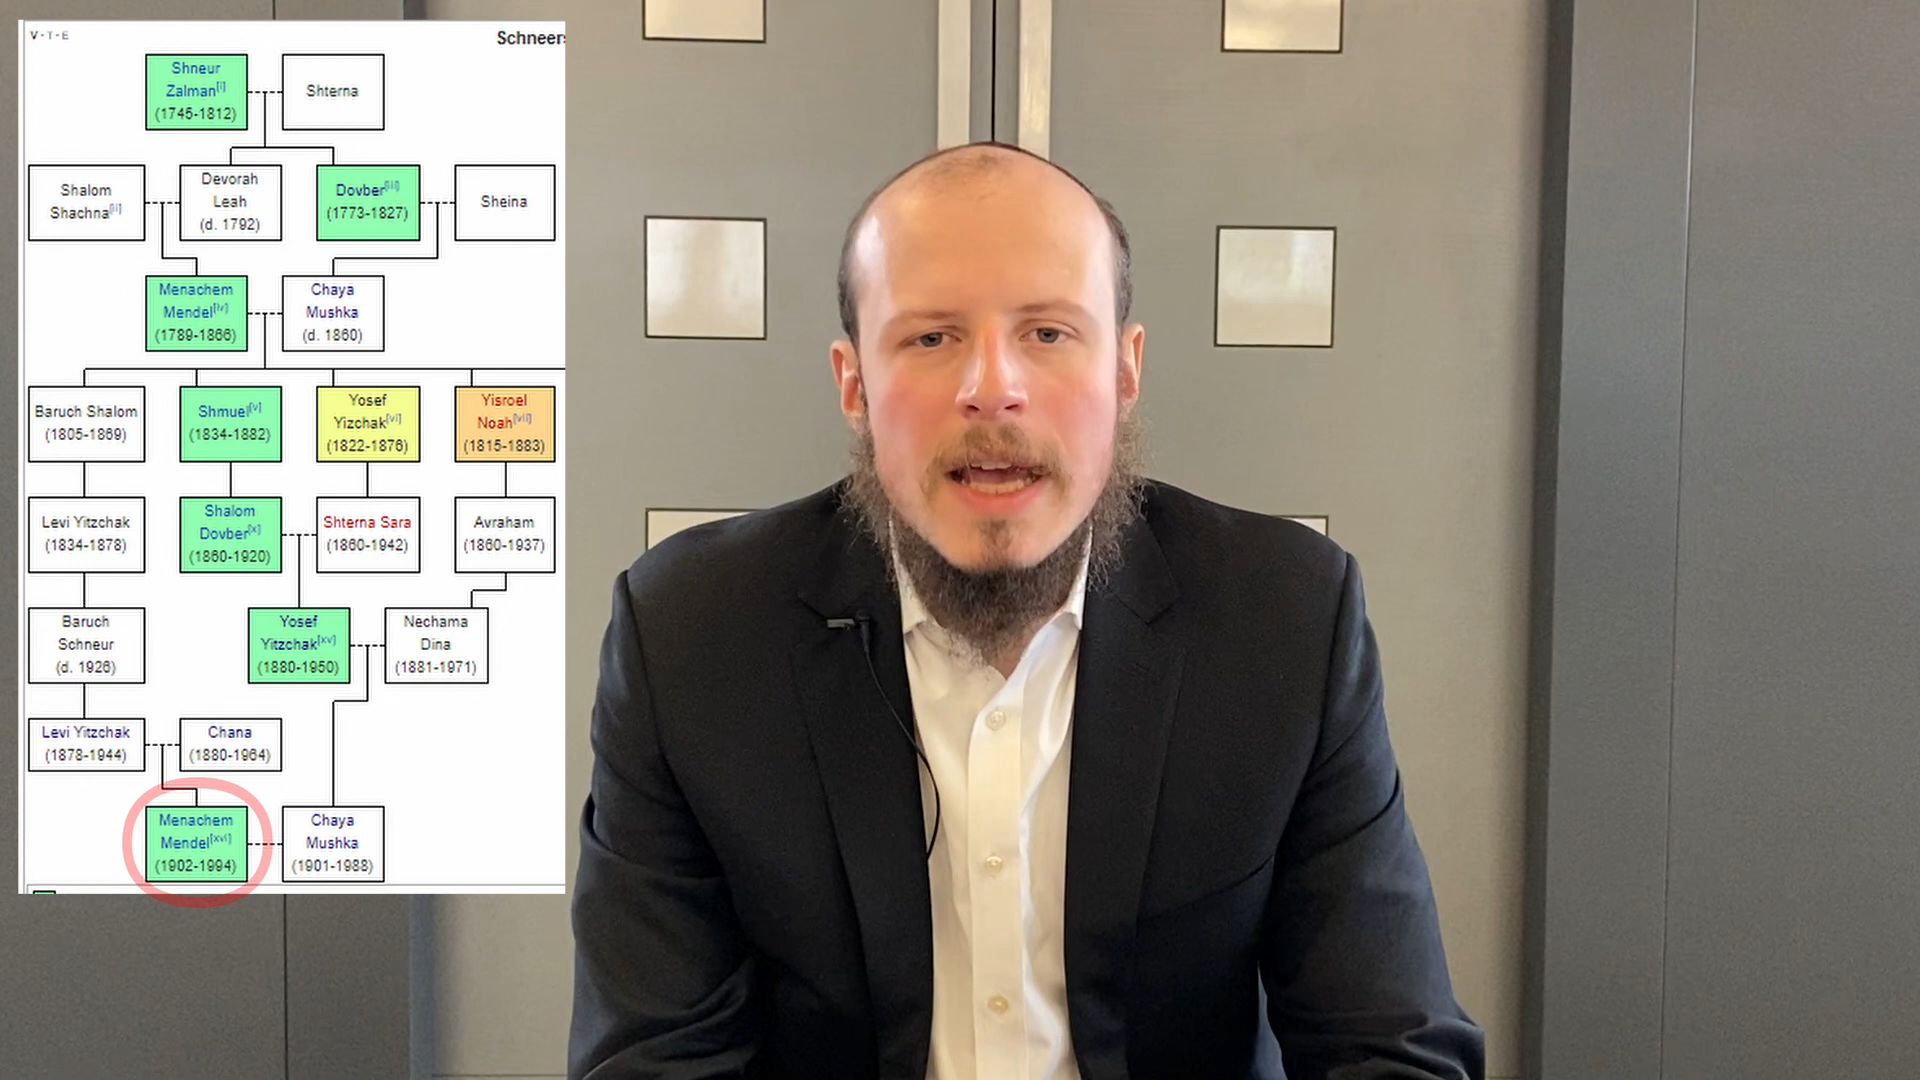 V·T·E
Schneers
Shneur
Zalman[i]
(1745-1812)
Shterna
Shalom
Shachna[ii]
Devorah
Leah
(d. 1792)
Dovber[iii]
(1773-1827)
Sheina
Menachem
Mendel[iv]
(1789-1866)
Chaya
Mushka
(d. 1860)
Baruch Shalom
(1805-1869)
Shmuel[v]
(1834-1882)
Yosef
Yizchak[vi]
(1822-1876)
Yisroel
Noah[vii]
(1815-1883)
Levi Yitzchak
(1834-1878)
Shalom
Dovber[x]
(1860-1920)
Shterna Sara
(1860-1942)
Avraham
(1860-1937)
Baruch
Schneur
(d. 1926)
Yosef
Yitzchak[xv]
(1880-1950)
Nechama
Dina
(1881-1971)
Levi Yitzchak
(1878-1944)
Chana
(1880-1964)
Menachem
Mendel[xvi]
(1902-1994)
Chaya
Mushka
(1901-1988)